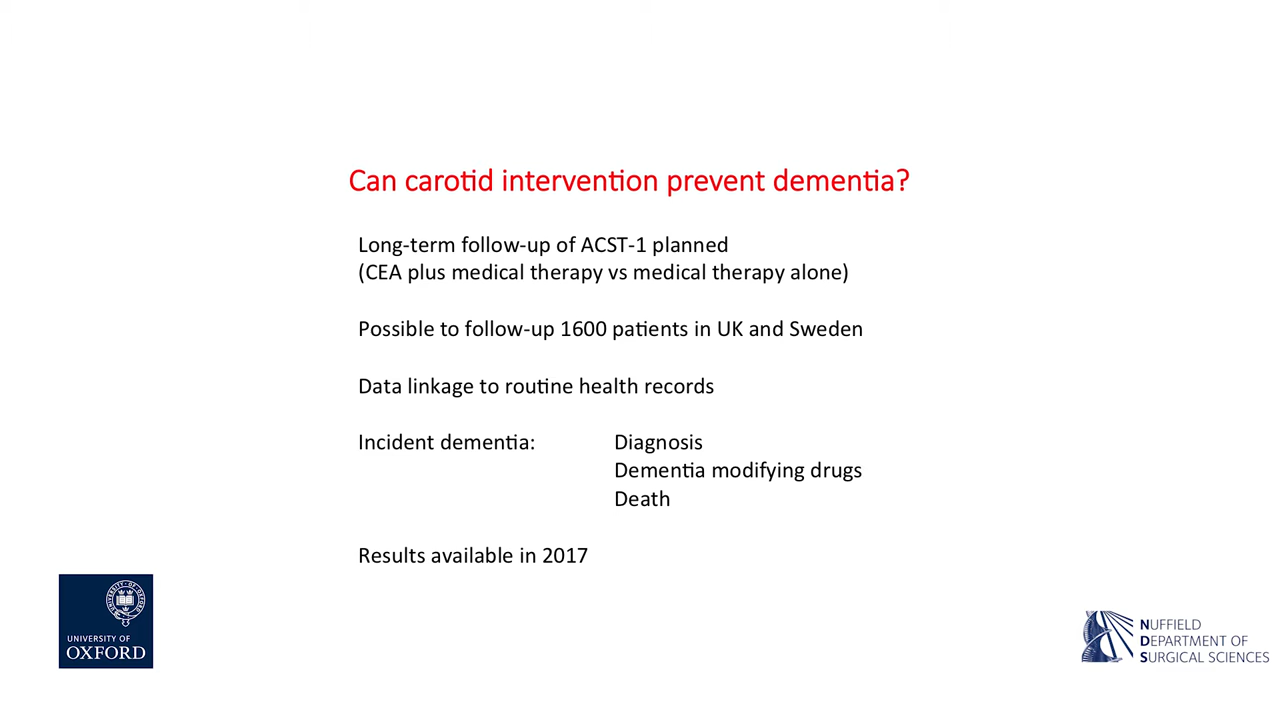 Can carotid intervention prevent dementia?
Long-term follow-up of ACST-1 planned
(CEA plus medical therapy vs medical therapy alone)
Possible to follow-up 1600 patients in UK and Sweden
Data linkage to routine health records
Incident dementia: Diagnosis
Dementia modifying drugs
Death
Results available in 2017
UNIVERSITY OF
OXFORD
NUFFIELD
DEPARTMENT OF
SURGICAL SCIENCES